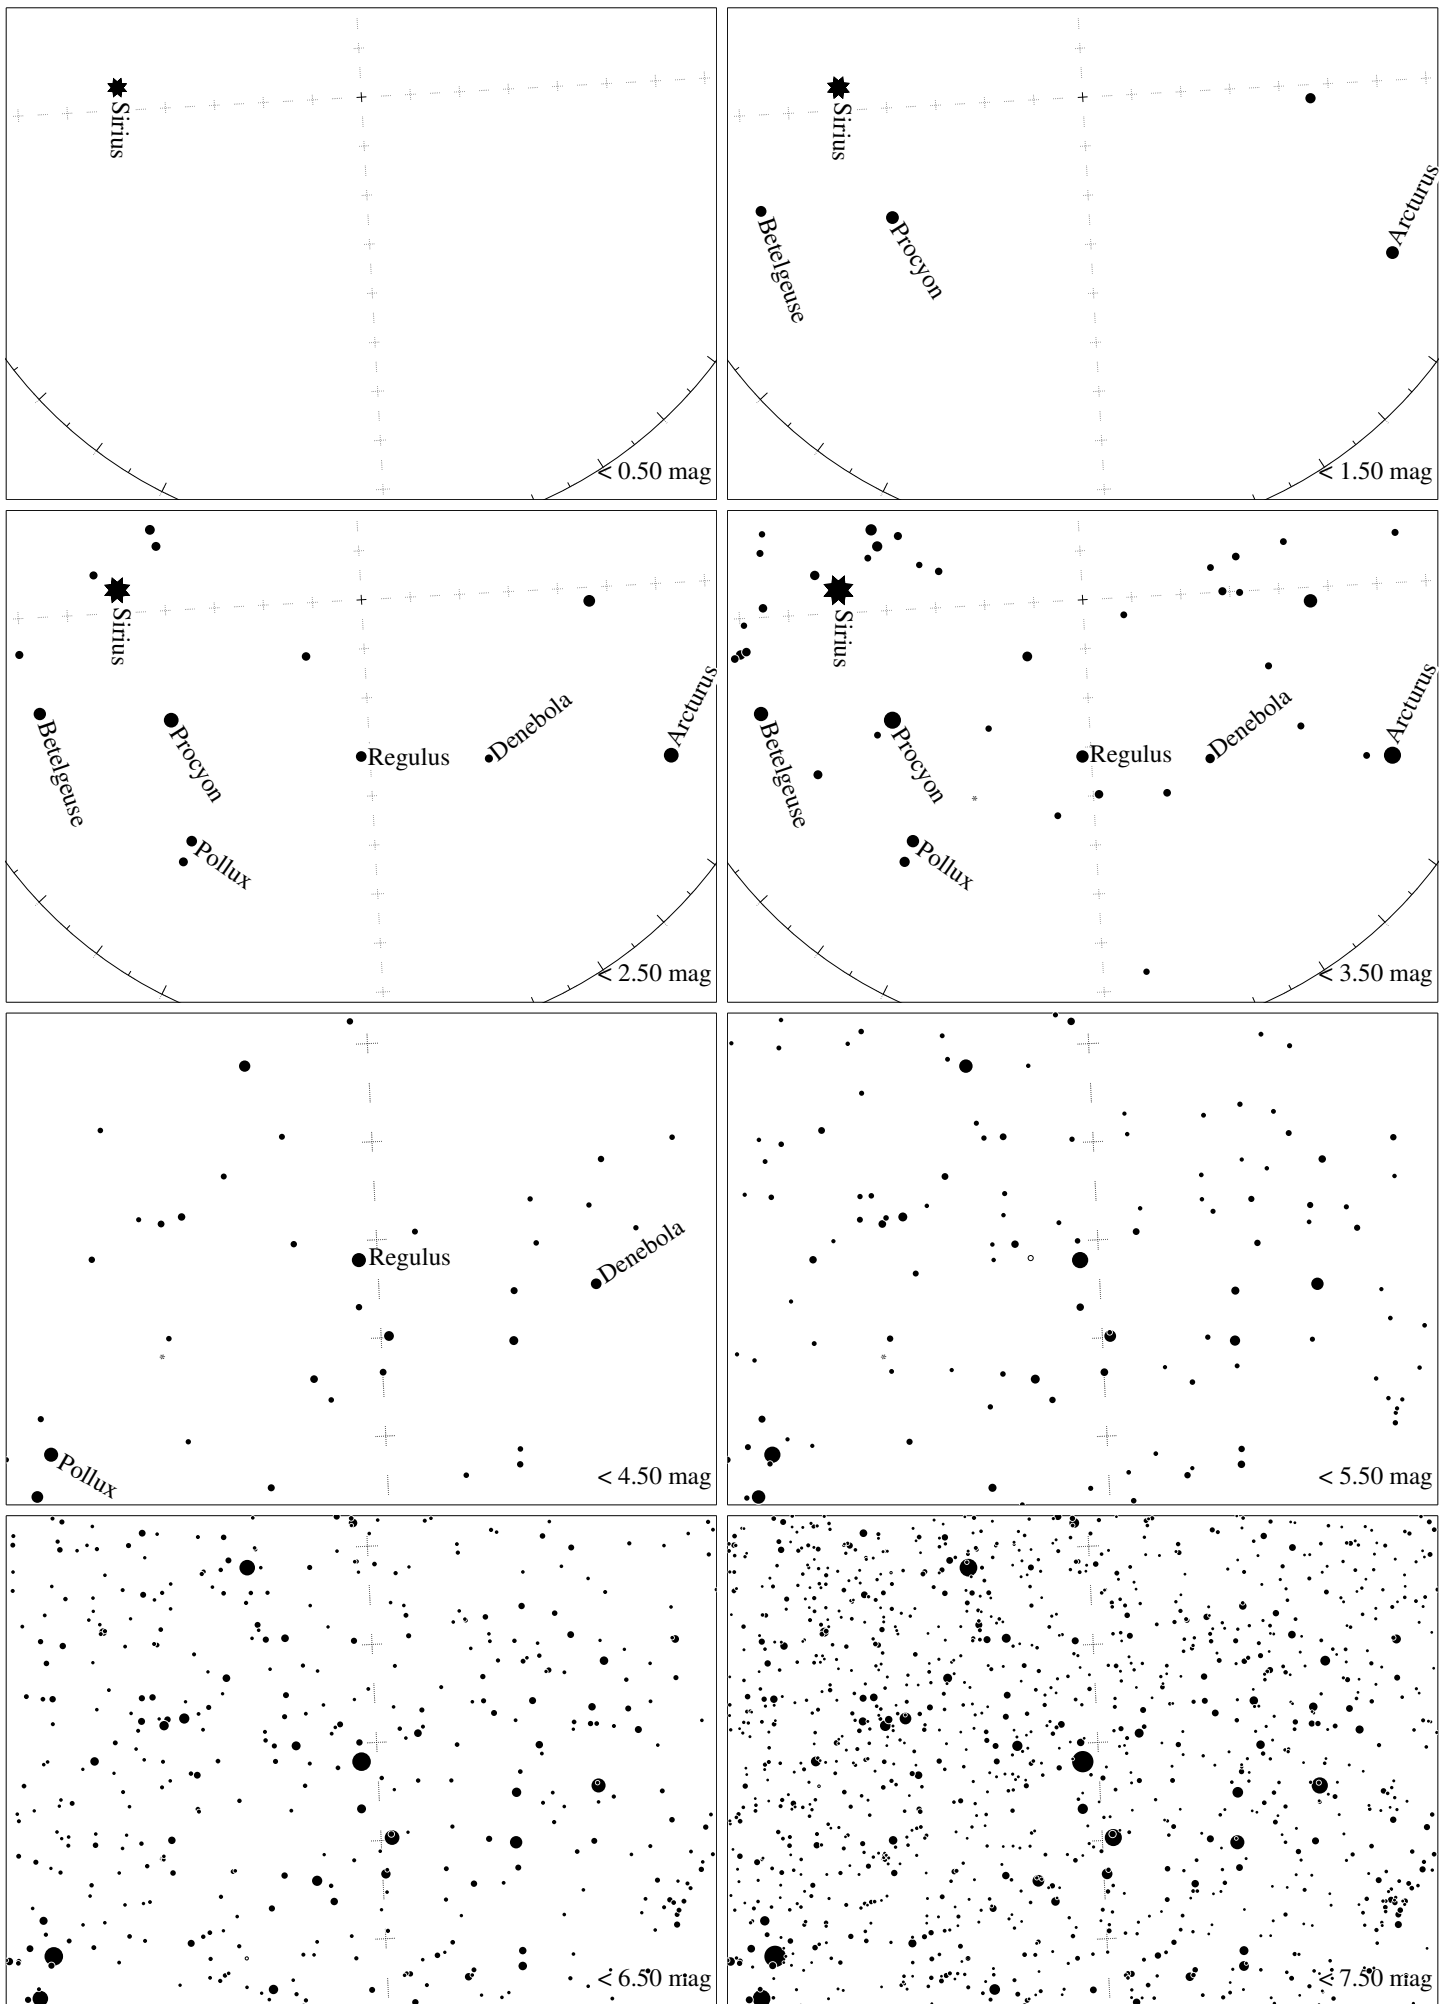 Sirius
< 0.50 mag
Sirius
Betelgeuse
Procyon
Arcturus
< 1.50 mag
Sirius
Betelgeuse
Procyon
Regulus
Denebola
Arcturus
Pollux
< 2.50 mag
Sirius
Betelgeuse
Procyon
Regulus
Denebola
Arcturus
Pollux
< 3.50 mag
Regulus
Denebola
Pollux
< 4.50 mag
< 5.50 mag
< 6.50 mag
< 7.50 mag